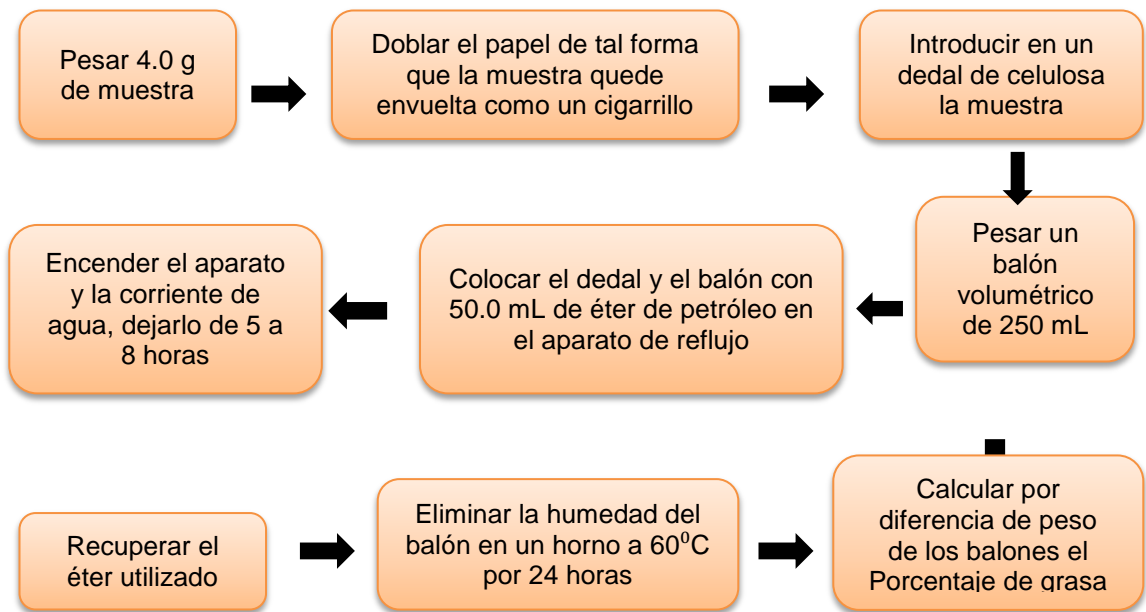 Pesar 4.0 g
de muestra
Doblar el papel de tal forma
que la muestra quede
envuelta como un cigarrillo
Introducir en un
dedal de celulosa
la muestra
Pesar un
balón
volumétrico
de 250 mL
Colocar el dedal y el balón con
50.0 mL de éter de petróleo en
el aparato de reflujo
Encender el aparato
y la corriente de
agua, dejarlo de 5 a
8 horas
Recuperar el
éter utilizado
Eliminar la humedad del
balón en un horno a 60⁰C
por 24 horas
Calcular por
diferencia de peso
de los balones el
Porcentaje de grasa